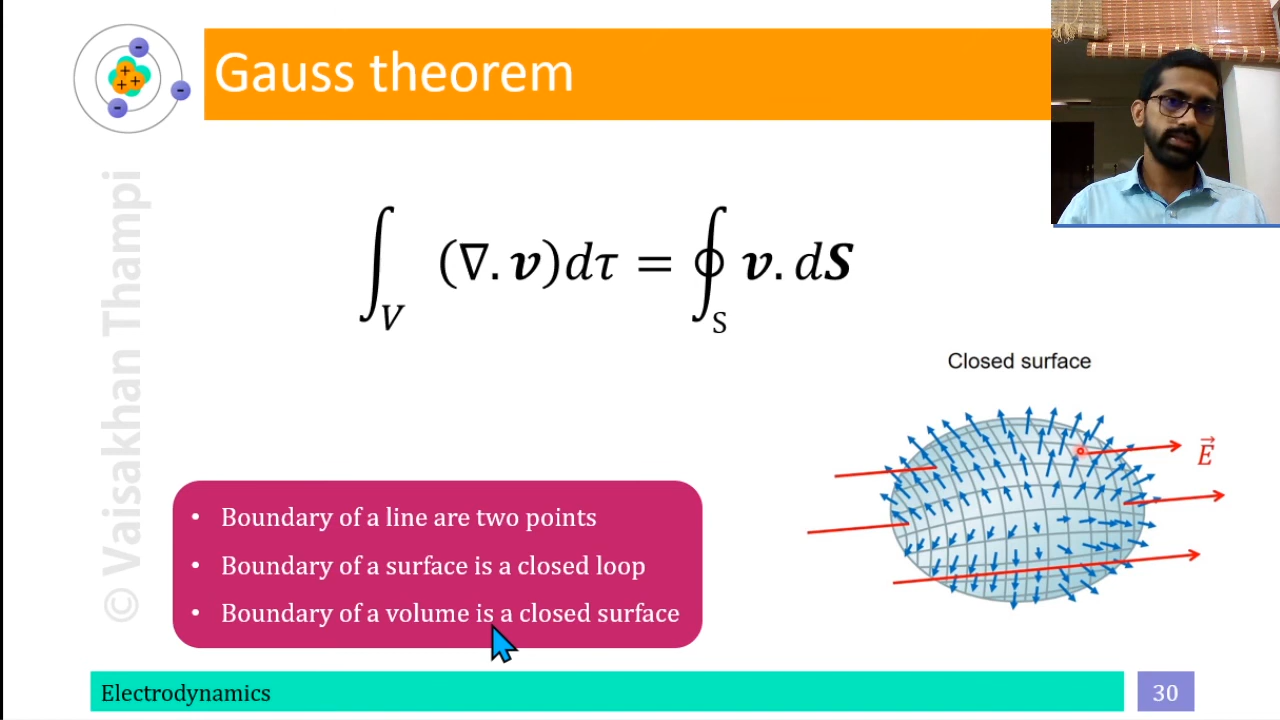 Gauss theorem
© Vaisakhan Thampi
∫_V (∇. v)dτ = ∮_S v. dS
Closed surface
E⃗
• Boundary of a line are two points
• Boundary of a surface is a closed loop
• Boundary of a volume is a closed surface
Electrodynamics
30